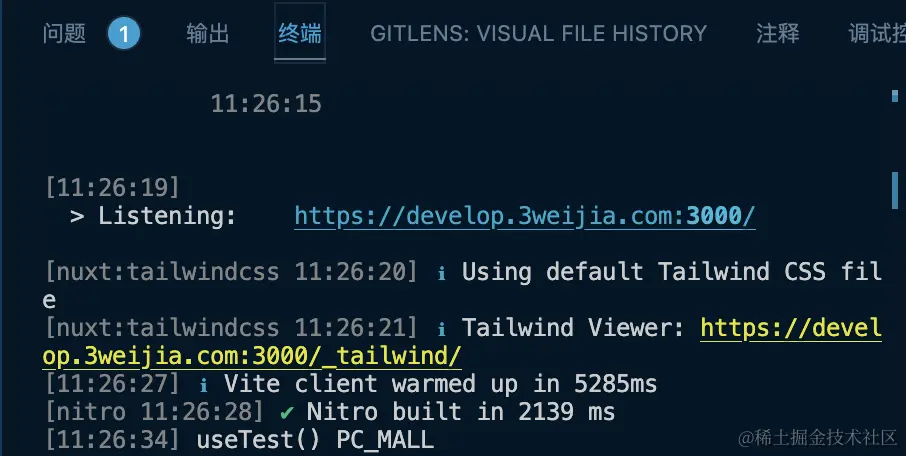 问题 1 输出 终端 GITLENS: VISUAL FILE HISTORY 注释 调试控
11:26:15
[11:26:19]
> Listening: https://develop.3weijia.com:3000/
[nuxt:tailwindcss 11:26:20] ℹ Using default Tailwind CSS fil
e
[nuxt:tailwindcss 11:26:21] ℹ Tailwind Viewer: https://devel
op.3weijia.com:3000/_tailwind/
[11:26:27] ℹ Vite client warmed up in 5285ms
[nitro 11:26:28] ✔ Nitro built in 2139 ms
[11:26:34] useTest() PC_MALL
@稀土掘金技术社区